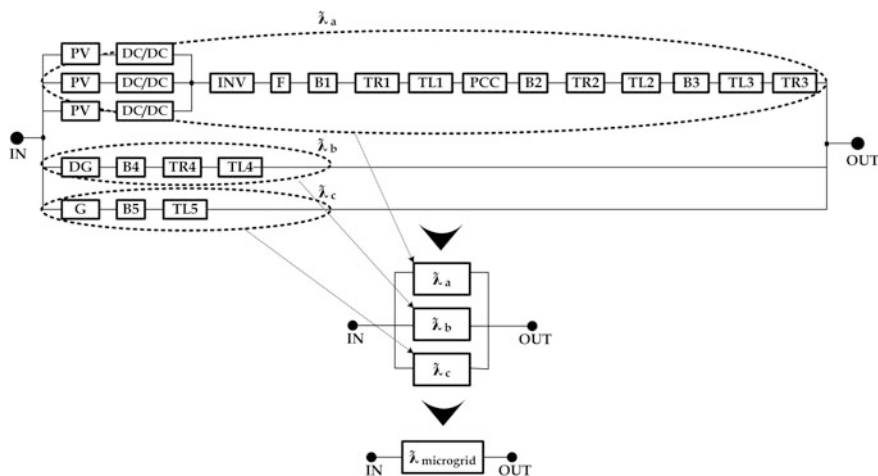 λ̃ a
PV DC/DC
PV DC/DC INV F B1 TR1 TL1 PCC B2 TR2 TL2 B3 TL3 TR3
PV DC/DC
IN OUT
λ̃ b
DG B4 TR4 TL4
λ̃ c
G B5 TL5
λ̃ a
IN λ̃ b OUT
λ̃ c
IN λ̃ microgrid OUT